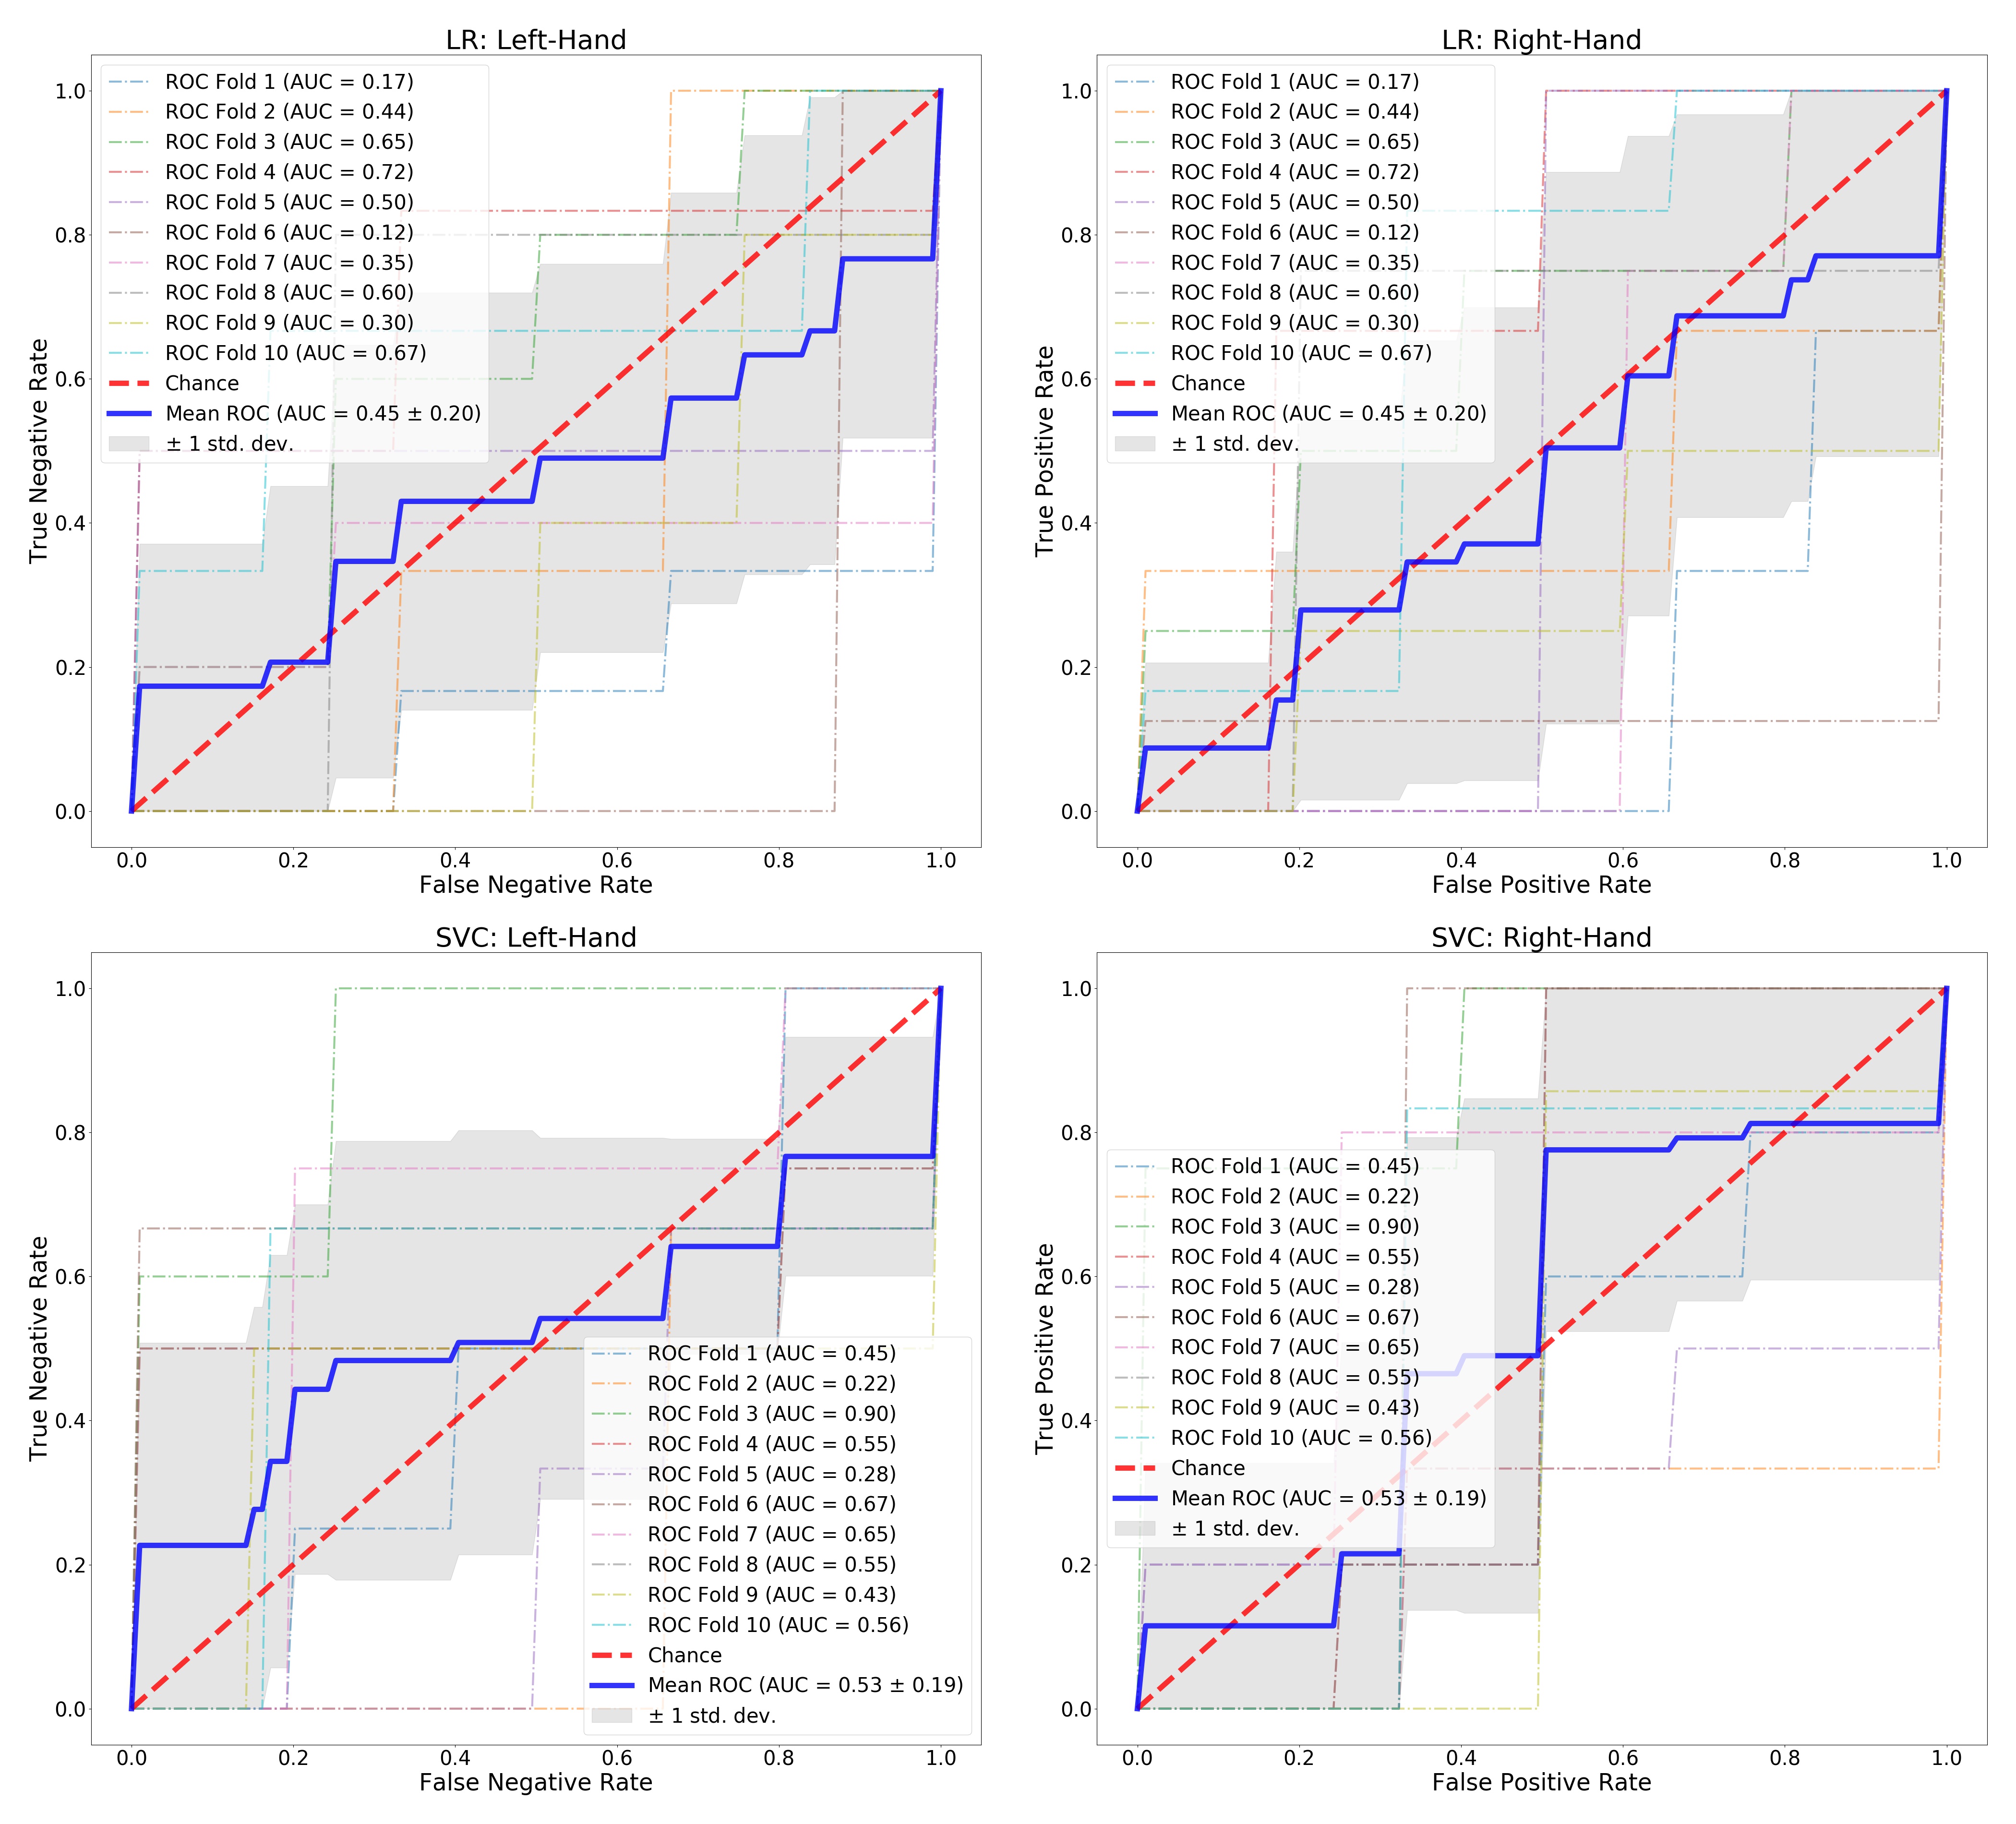 LR: Left-Hand
True Negative Rate
1.0
0.8
0.6
0.4
0.2
0.0
ROC Fold 1 (AUC = 0.17)
ROC Fold 2 (AUC = 0.44)
ROC Fold 3 (AUC = 0.65)
ROC Fold 4 (AUC = 0.72)
ROC Fold 5 (AUC = 0.50)
ROC Fold 6 (AUC = 0.12)
ROC Fold 7 (AUC = 0.35)
ROC Fold 8 (AUC = 0.60)
ROC Fold 9 (AUC = 0.30)
ROC Fold 10 (AUC = 0.67)
Chance
Mean ROC (AUC = 0.45 ± 0.20)
± 1 std. dev.
0.0 0.2 0.4 0.6 0.8 1.0
False Negative Rate
LR: Right-Hand
True Positive Rate
1.0
0.8
0.6
0.4
0.2
0.0
ROC Fold 1 (AUC = 0.17)
ROC Fold 2 (AUC = 0.44)
ROC Fold 3 (AUC = 0.65)
ROC Fold 4 (AUC = 0.72)
ROC Fold 5 (AUC = 0.50)
ROC Fold 6 (AUC = 0.12)
ROC Fold 7 (AUC = 0.35)
ROC Fold 8 (AUC = 0.60)
ROC Fold 9 (AUC = 0.30)
ROC Fold 10 (AUC = 0.67)
Chance
Mean ROC (AUC = 0.45 ± 0.20)
± 1 std. dev.
0.0 0.2 0.4 0.6 0.8 1.0
False Positive Rate
SVC: Left-Hand
True Negative Rate
1.0
0.8
0.6
0.4
0.2
0.0
ROC Fold 1 (AUC = 0.45)
ROC Fold 2 (AUC = 0.22)
ROC Fold 3 (AUC = 0.90)
ROC Fold 4 (AUC = 0.55)
ROC Fold 5 (AUC = 0.28)
ROC Fold 6 (AUC = 0.67)
ROC Fold 7 (AUC = 0.65)
ROC Fold 8 (AUC = 0.55)
ROC Fold 9 (AUC = 0.43)
ROC Fold 10 (AUC = 0.56)
Chance
Mean ROC (AUC = 0.53 ± 0.19)
± 1 std. dev.
0.0 0.2 0.4 0.6 0.8 1.0
False Negative Rate
SVC: Right-Hand
True Positive Rate
1.0
0.8
0.6
0.4
0.2
0.0
ROC Fold 1 (AUC = 0.45)
ROC Fold 2 (AUC = 0.22)
ROC Fold 3 (AUC = 0.90)
ROC Fold 4 (AUC = 0.55)
ROC Fold 5 (AUC = 0.28)
ROC Fold 6 (AUC = 0.67)
ROC Fold 7 (AUC = 0.65)
ROC Fold 8 (AUC = 0.55)
ROC Fold 9 (AUC = 0.43)
ROC Fold 10 (AUC = 0.56)
Chance
Mean ROC (AUC = 0.53 ± 0.19)
± 1 std. dev.
0.0 0.2 0.4 0.6 0.8 1.0
False Positive Rate